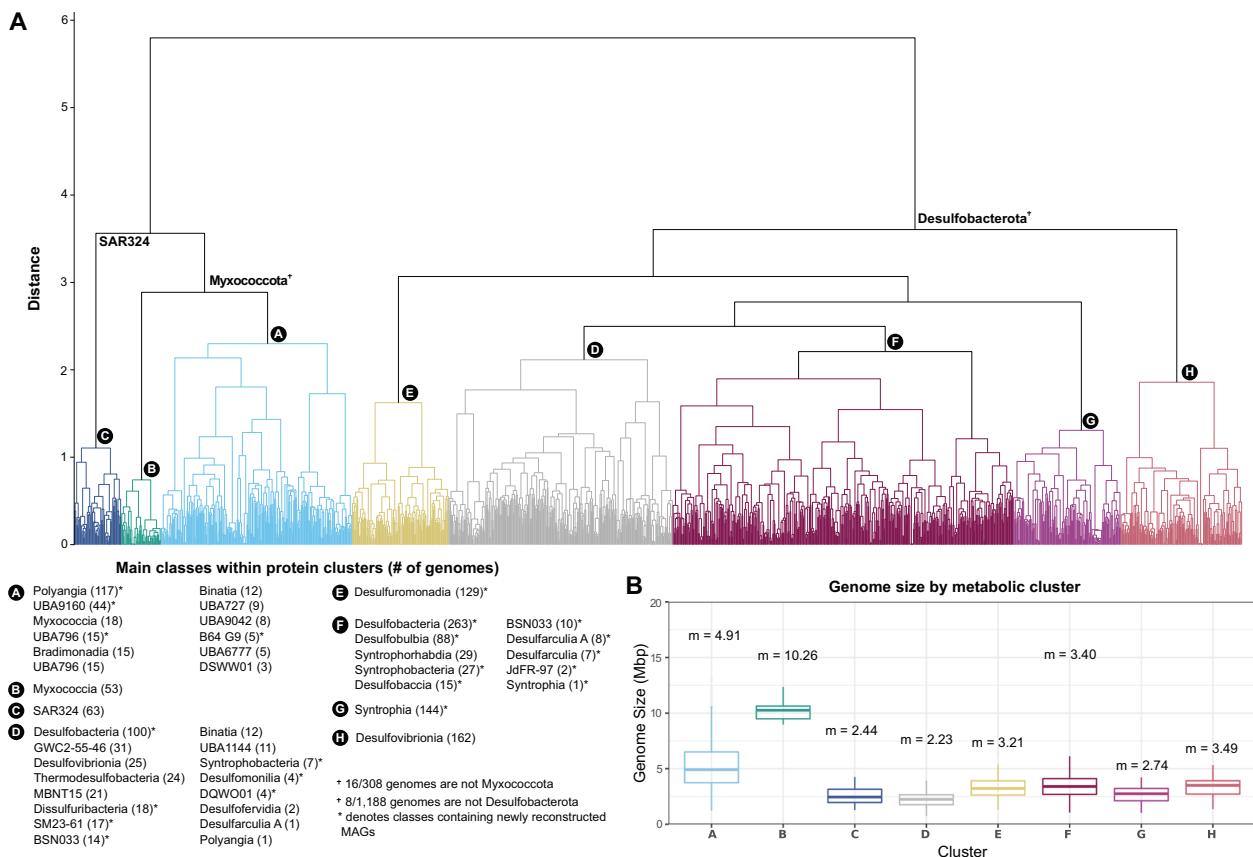 A
6
5
4
3
2
1
0
Distance
SAR324
Myxococcota†
Desulfobacterota†
A
B
C
D
E
F
G
H
Main classes within protein clusters (# of genomes)
A
Polyangia (117)*
UBA9160 (44)*
Myxococcia (18)
UBA796 (15)*
Bradimonadia (15)
UBA796 (15)
Binatia (12)
UBA727 (9)
UBA9042 (8)
B64 G9 (5)*
UBA6777 (5)
DSWW01 (3)
B
Myxococcia (53)
C
SAR324 (63)
D
Desulfobacteria (100)*
GWC2-55-46 (31)
Desulfovibrionia (25)
Thermodesulfobacteria (24)
MBNT15 (21)
Dissulfuribacteria (18)*
SM23-61 (17)*
BSN033 (14)*
Binatia (12)
UBA1144 (11)
Syntrophobacteria (7)*
Desulfomonilia (4)*
DQWO01 (4)*
Desulfofervidia (2)
Desulfarculia A (1)
Polyangia (1)
E
Desulfuromonadia (129)*
F
Desulfobacteria (263)*
Desulfobulbia (88)*
Syntrophorhabdia (29)
Syntrophobacteria (27)*
Desulfobaccia (15)*
BSN033 (10)*
Desulfarculia A (8)*
Desulfarculia (7)*
JdFR-97 (2)*
Syntrophia (1)*
G
Syntrophia (144)*
H
Desulfovibrionia (162)
† 16/308 genomes are not Myxococota
† 8/1,188 genomes are not Desulfobacterota
* denotes classes containing newly reconstructed
MAGs
B
Genome size by metabolic cluster
20
15
10
5
0
Genome Size (Mbp)
m = 4.91
m = 10.26
m = 2.44
m = 2.23
m = 3.21
m = 3.40
m = 2.74
m = 3.49
A
B
C
D
E
F
G
H
Cluster